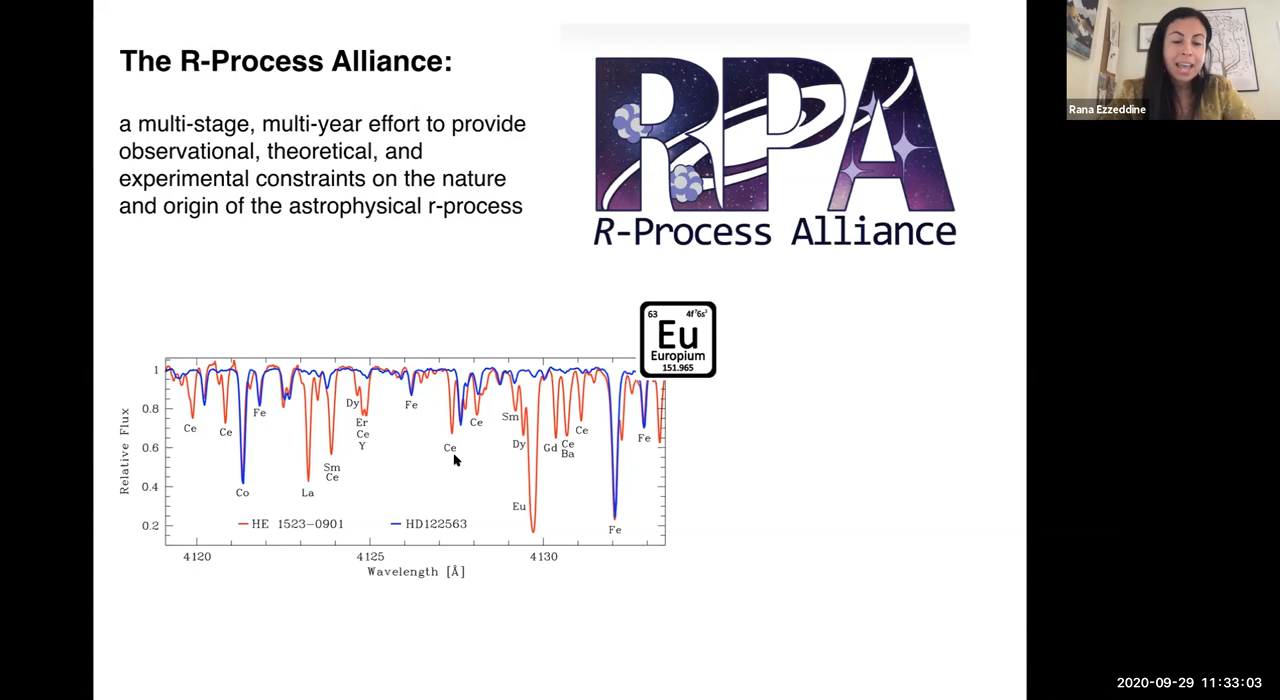 The R-Process Alliance:
a multi-stage, multi-year effort to provide
observational, theoretical, and
experimental constraints on the nature
and origin of the astrophysical r-process
RPA
R-Process Alliance
Rana Ezzeddine
63 4f⁷6s²
Eu
Europium
151.965
Relative Flux
1
0.8
0.6
0.4
0.2
Ce
Ce
Fe
Co
La
Sm
Ce
Dy
Er
Ce
Y
Fe
Ce
Ce
Sm
Dy
Eu
Gd
Ce
Ba
Ce
Fe
Fe
HE 1523-0901
HD122563
4120
4125
4130
Wavelength [Å]
2020-09-29 11:33:03